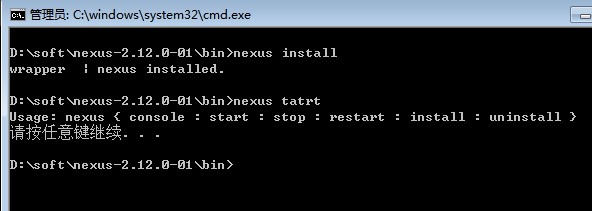 管理员: C:\windows\system32\cmd.exe
D:\soft\nexus-2.12.0-01\bin>nexus install
wrapper  | nexus installed.
D:\soft\nexus-2.12.0-01\bin>nexus tatrt
Usage: nexus { console : start : stop : restart : install : uninstall }
请按任意键继续. . .
D:\soft\nexus-2.12.0-01\bin>